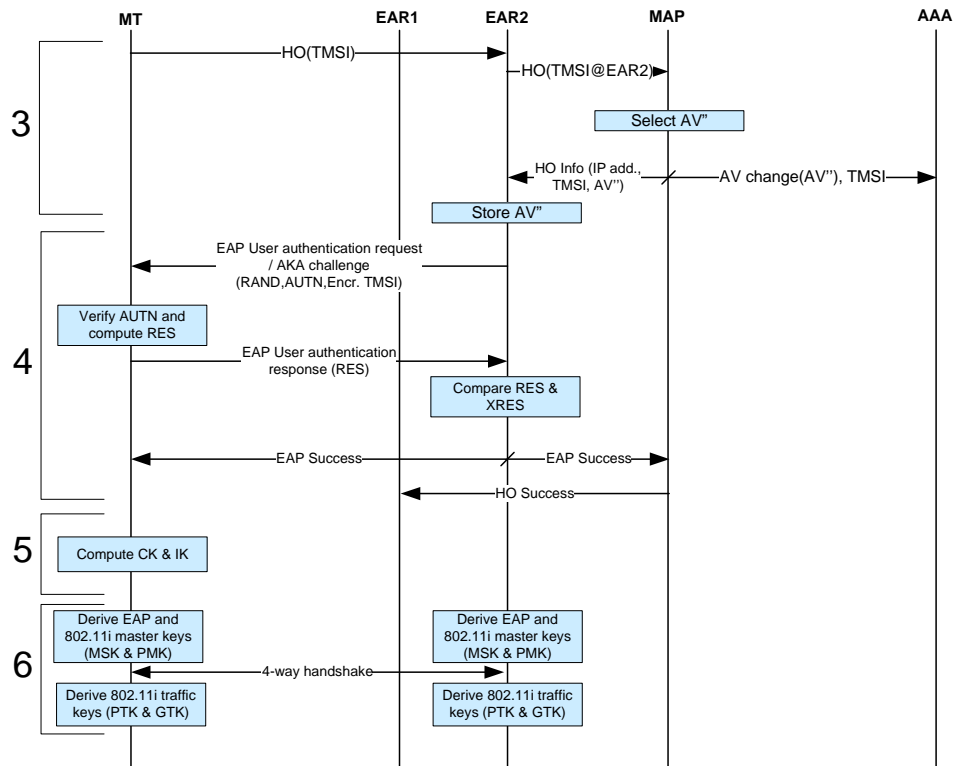 MT
EAR1
EAR2
MAP
AAA
3
HO(TMSI)
HO(TMSI@EAR2)
Select AV”
HO Info (IP add.,
TMSI, AV’’)
AV change(AV’’), TMSI
Store AV”
4
EAP User authentication request
/ AKA challenge
(RAND,AUTN,Encr. TMSI)
Verify AUTN and
compute RES
EAP User authentication
response (RES)
Compare RES &
XRES
EAP Success
EAP Success
HO Success
5
Compute CK & IK
6
Derive EAP and
802.11i master keys
(MSK & PMK)
Derive EAP and
802.11i master keys
(MSK & PMK)
4-way handshake
Derive 802.11i traffic
keys (PTK & GTK)
Derive 802.11i traffic
keys (PTK & GTK)